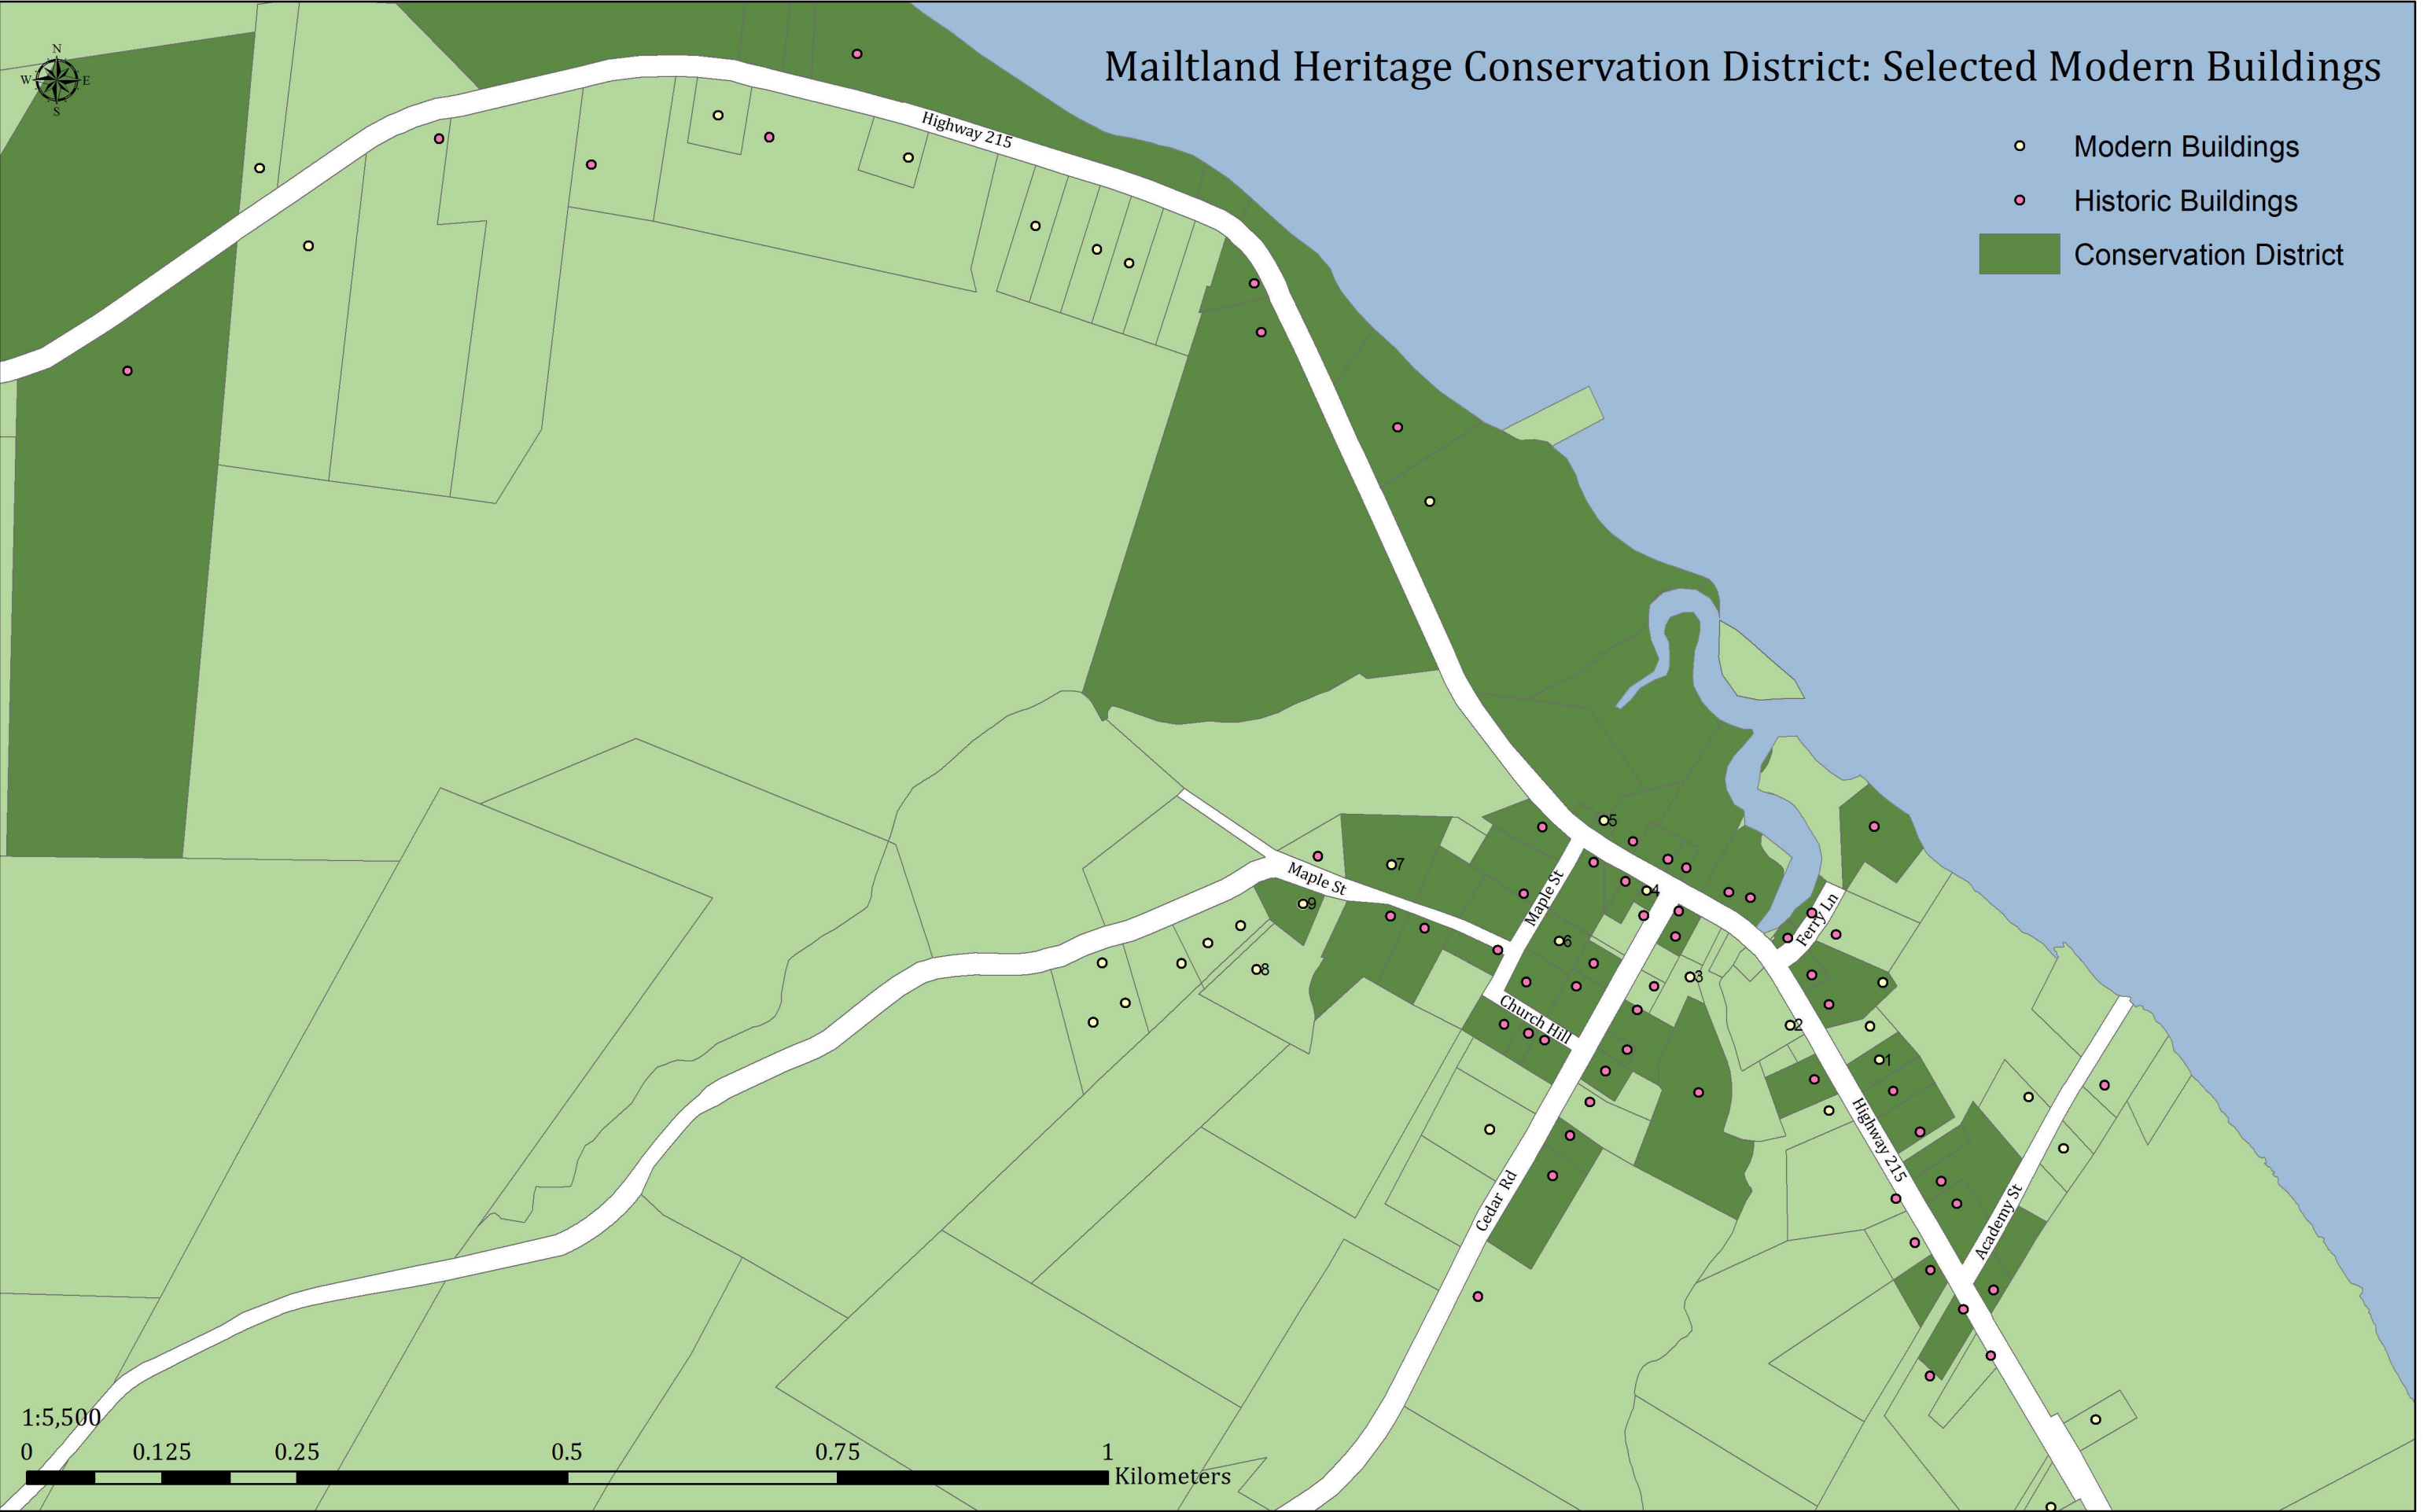 Mailtland Heritage Conservation District: Selected Modern Buildings
N
W E
S
Highway 215
Modern Buildings
Historic Buildings
Conservation District
5
7
Maple St
Maple St
4
9
Ferry Ln
6
8
3
Church Hill
2
1
Highway 215
Cedar Rd
Academy St
1:5,500
0 0.125 0.25 0.5 0.75 1
Kilometers